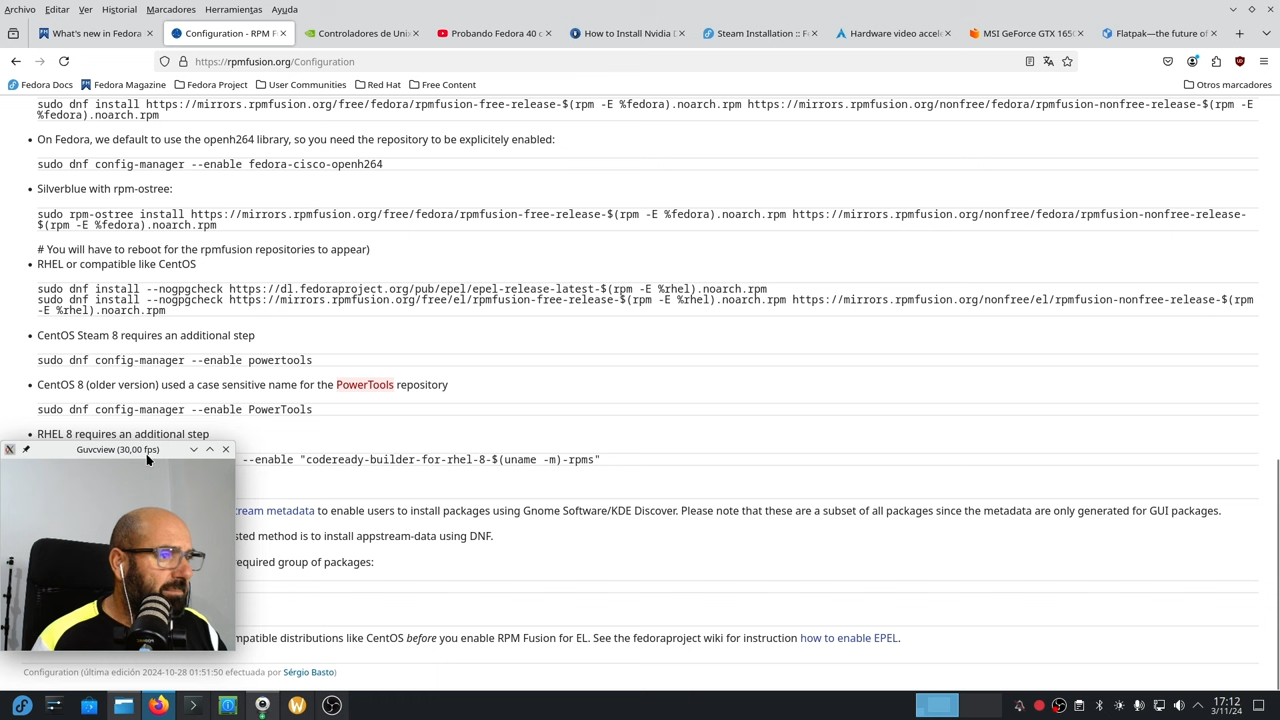 Archivo Editar Ver Historial Marcadores Herramientas Ayuda
What's new in Fedora
Configuration - RPM F
Controladores de Uni
Probando Fedora 40 c
How to Install Nvidia D
Steam Installation :: F
Hardware video accel
MSI GeForce GTX 165
Flatpak—the future of
https://rpmfusion.org/Configuration
Fedora Docs Fedora Magazine Fedora Project User Communities Red Hat Free Content Otros marcadores
sudo dnf install https://mirrors.rpmfusion.org/free/fedora/rpmfusion-free-release-$(rpm -E %fedora).noarch.rpm https://mirrors.rpmfusion.org/nonfree/fedora/rpmfusion-nonfree-release-$(rpm -E
%fedora).noarch.rpm
• On Fedora, we default to use the openh264 library, so you need the repository to be explicitely enabled:
sudo dnf config-manager --enable fedora-cisco-openh264
• Silverblue with rpm-ostree:
sudo rpm-ostree install https://mirrors.rpmfusion.org/free/fedora/rpmfusion-free-release-$(rpm -E %fedora).noarch.rpm https://mirrors.rpmfusion.org/nonfree/fedora/rpmfusion-nonfree-release-
$(rpm -E %fedora).noarch.rpm
# You will have to reboot for the rpmfusion repositories to appear)
• RHEL or compatible like CentOS
sudo dnf install --nogpgcheck https://dl.fedoraproject.org/pub/epel/epel-release-latest-$(rpm -E %rhel).noarch.rpm
sudo dnf install --nogpgcheck https://mirrors.rpmfusion.org/free/el/rpmfusion-free-release-$(rpm -E %rhel).noarch.rpm https://mirrors.rpmfusion.org/nonfree/el/rpmfusion-nonfree-release-$(rpm
-E %rhel).noarch.rpm
• CentOS Steam 8 requires an additional step
sudo dnf config-manager --enable powertools
• CentOS 8 (older version) used a case sensitive name for the PowerTools repository
sudo dnf config-manager --enable PowerTools
• RHEL 8 requires an additional step
Guvcview (30,00 fps)
--enable "codeready-builder-for-rhel-8-$(uname -m)-rpms"
ream metadata to enable users to install packages using Gnome Software/KDE Discover. Please note that these are a subset of all packages since the metadata are only generated for GUI packages.
sted method is to install appstream-data using DNF.
equired group of packages:
mpatible distributions like CentOS before you enable RPM Fusion for EL. See the fedoraproject wiki for instruction how to enable EPEL.
Configuration (última edición 2024-10-28 01:51:50 efectuada por Sérgio Basto)
17:12
3/11/24